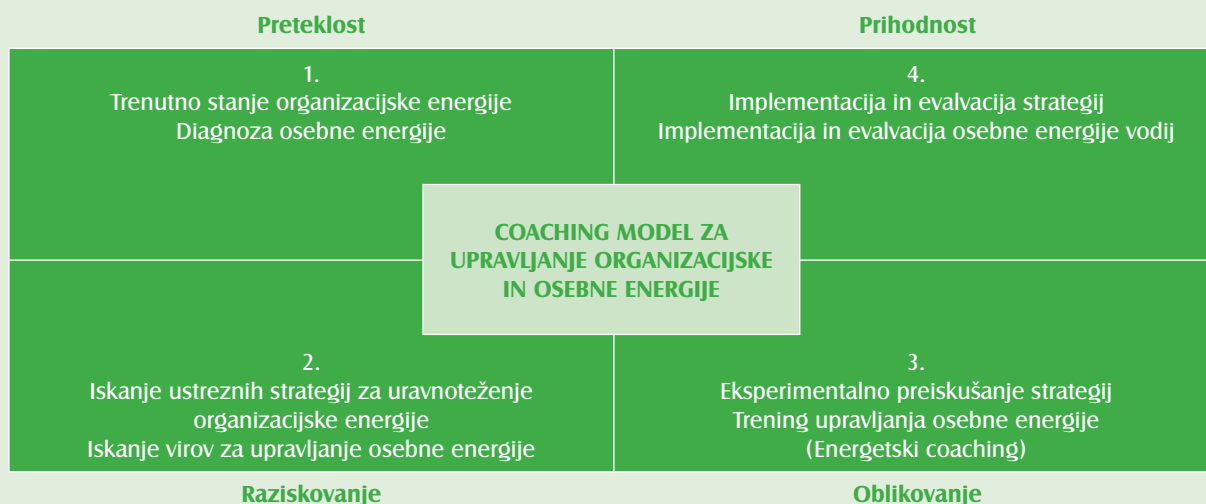 Preteklost
Prihodnost
1.
Trenutno stanje organizacijske energije
Diagnoza osebne energije
4.
Implementacija in evalvacija strategij
Implementacija in evalvacija osebne energije vodij
COACHING MODEL ZA
UPRAVLJANJE ORGANIZACIJSKE
IN OSEBNE ENERGIJE
2.
Iskanje ustreznih strategij za uravnoteženje
organizacijske energije
Iskanje virov za upravljanje osebne energije
3.
Eksperimentalno preiskušanje strategij
Trening upravljanja osebne energije
(Energetski coaching)
Raziskovanje
Oblikovanje